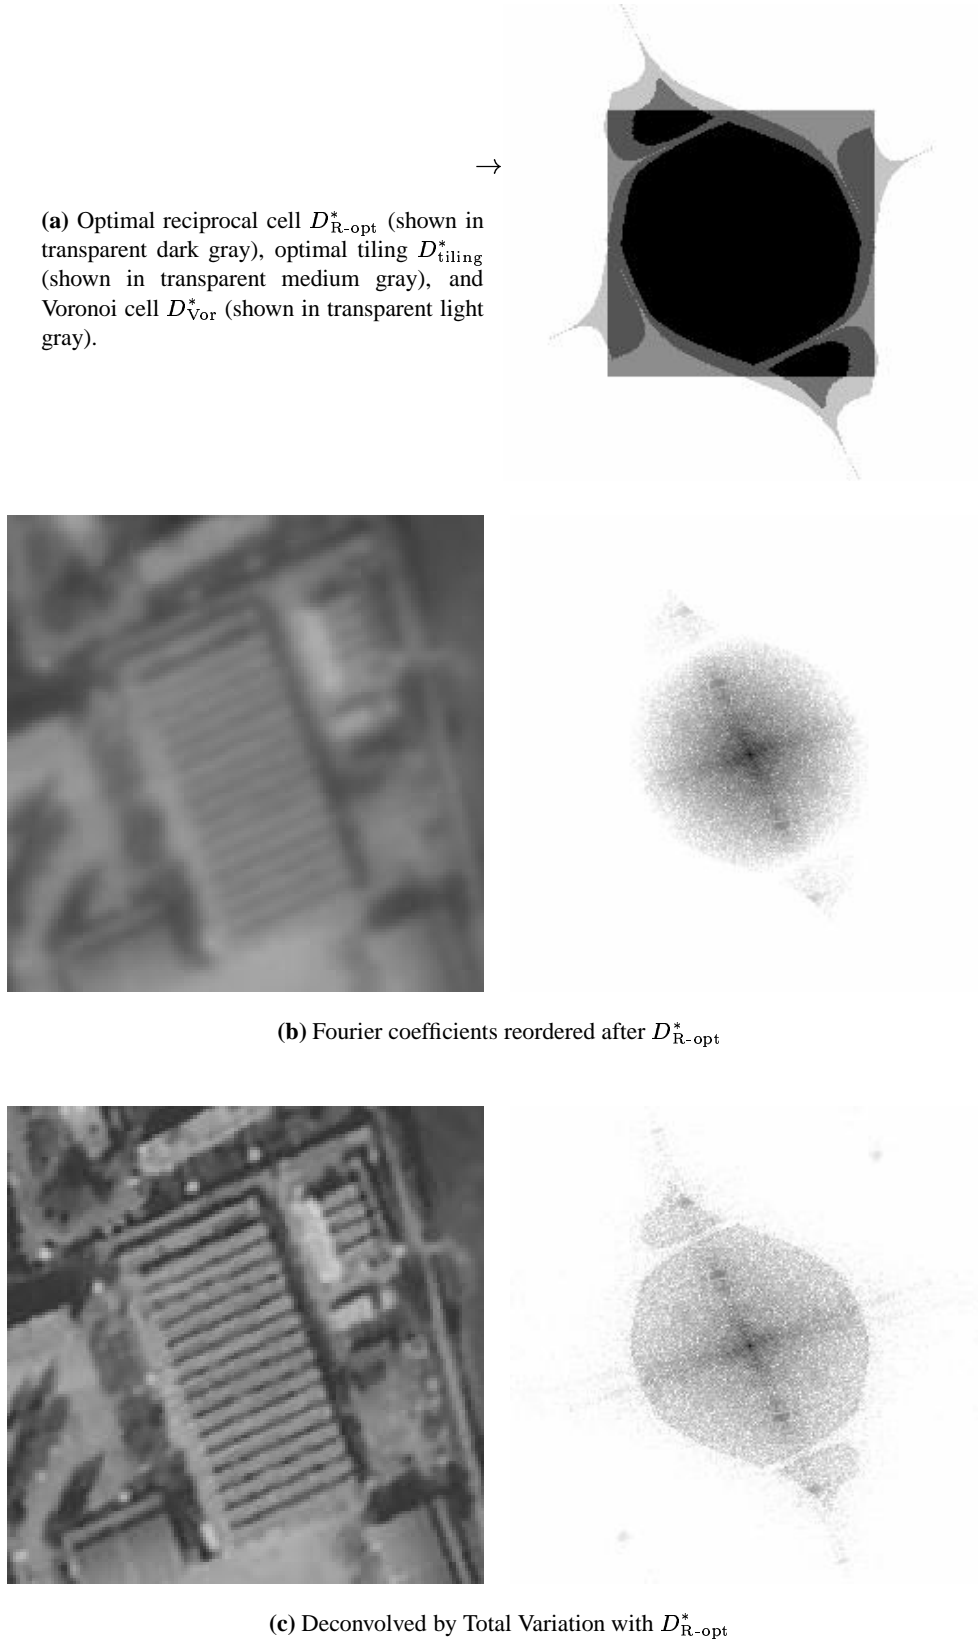 →
(a) Optimal reciprocal cell D*R-opt (shown in
transparent dark gray), optimal tiling D*tiling
(shown in transparent medium gray), and
Voronoi cell D*Vor (shown in transparent light
gray).
(b) Fourier coefficients reordered after D*R-opt
(c) Deconvolved by Total Variation with D*R-opt